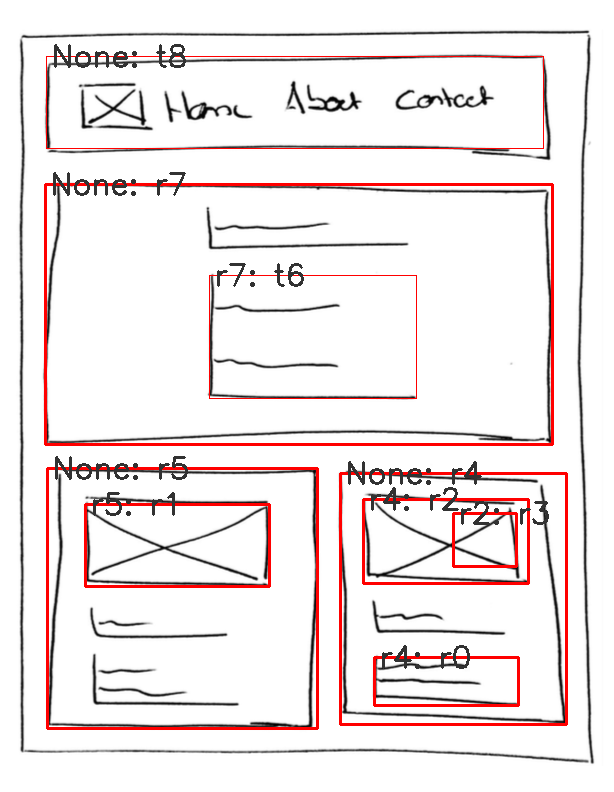 None: t8
Home About Contact
None: r7
r7: t6
None: r5
None: r4
r5: r1
r4: r2
r2: r3
r4: r0